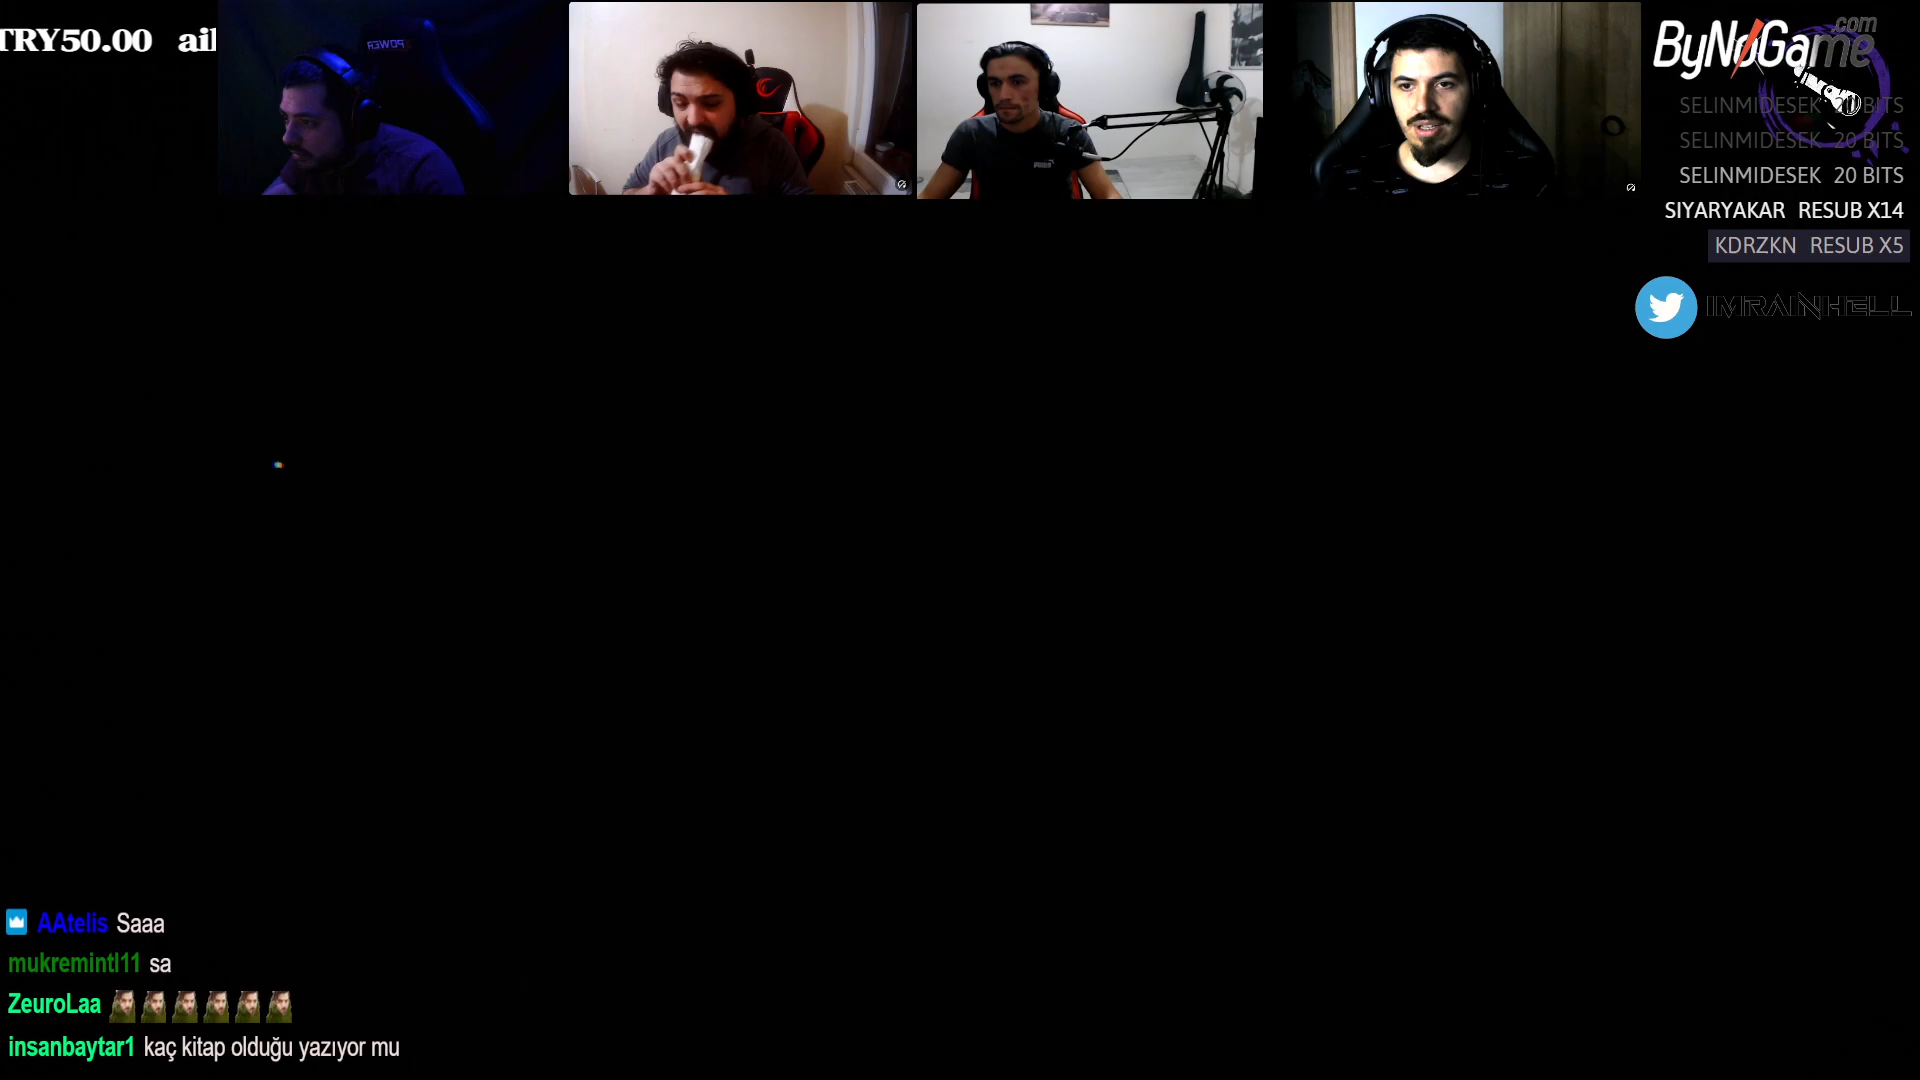 TRY50.00 ail
ByNoGame.com
SELINMIDESEK 20 BITS
SELINMIDESEK 20 BITS
SELINMIDESEK 20 BITS
SIYARYAKAR RESUB X14
KDRZKN RESUB X5
IMRAINHELL
AAtelis Saaa
mukremintl11 sa
ZeuroLaa
insanbaytar1 kaç kitap olduğu yazıyor mu